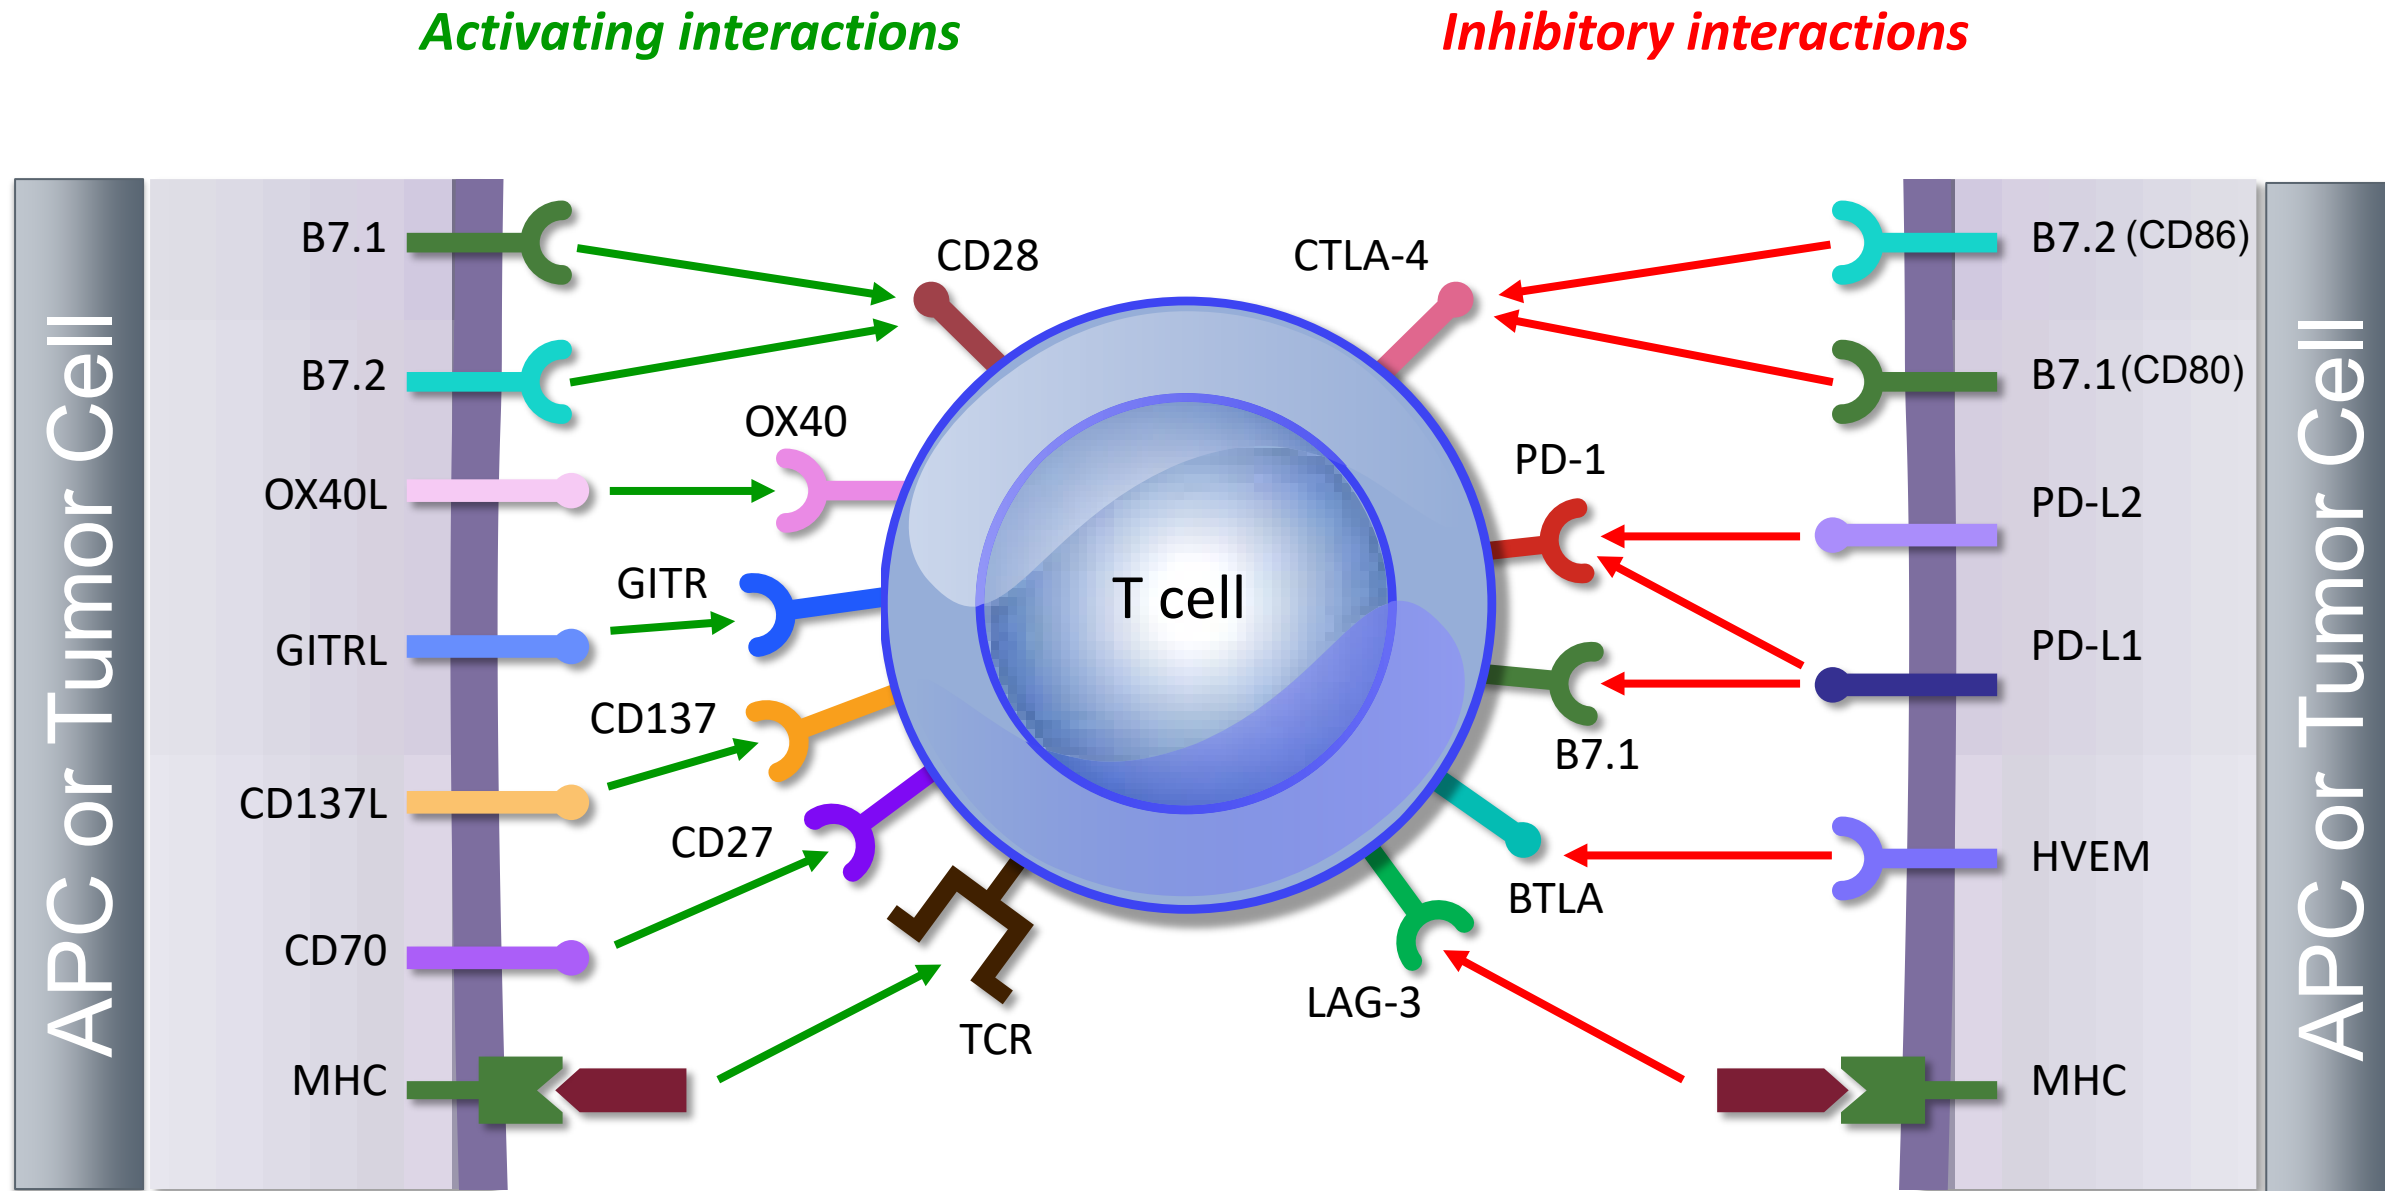 Activating interactions
Inhibitory interactions
APC or Tumor Cell
B7.1
B7.2
OX40L
GITRL
CD137L
CD70
MHC
CD28
OX40
GITR
CD137
CD27
TCR
T cell
CTLA-4
PD-1
B7.1
BTLA
LAG-3
B7.2 (CD86)
B7.1 (CD80)
PD-L2
PD-L1
HVEM
MHC
APC or Tumor Cell